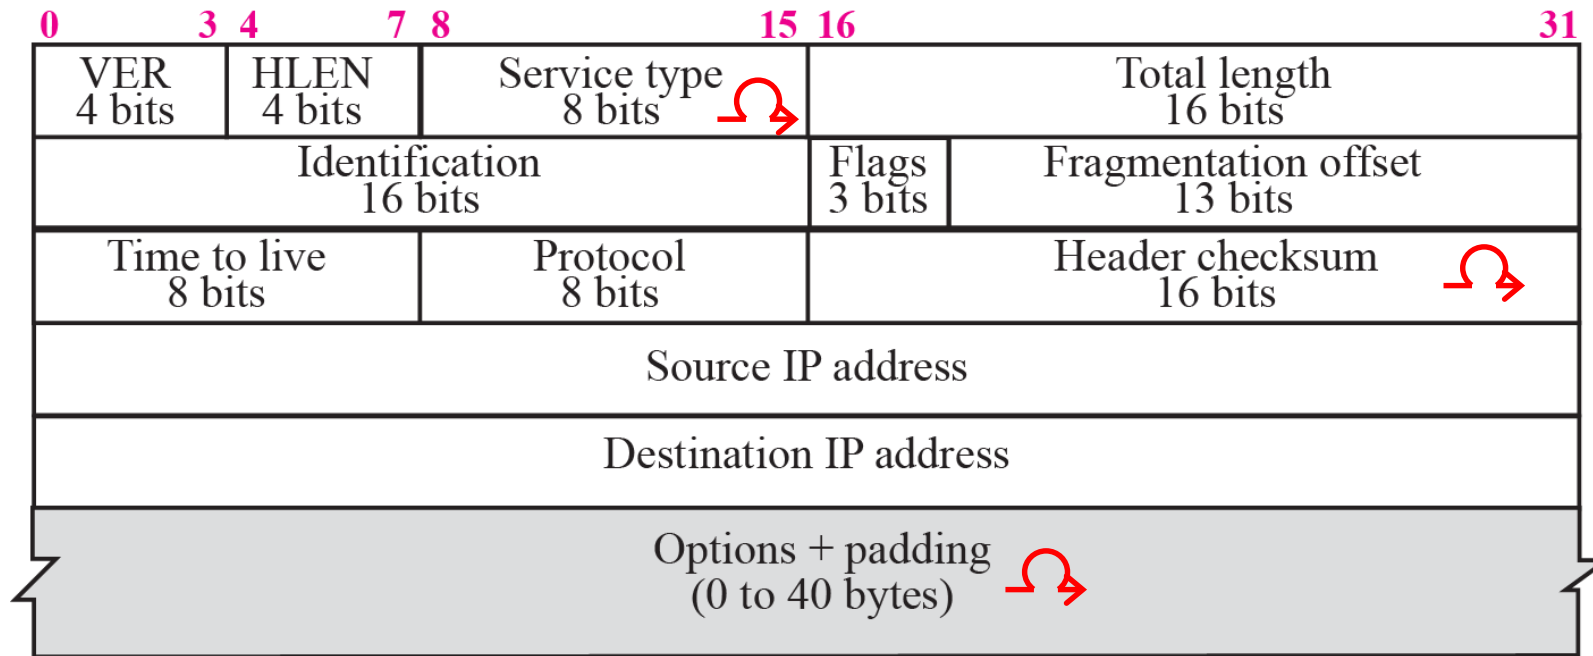 0 3 4 7 8 15 16 31
VER HLEN Service type Total length
4 bits 4 bits 8 bits 16 bits
Identification Flags Fragmentation offset
16 bits 3 bits 13 bits
Time to live Protocol Header checksum
8 bits 8 bits 16 bits
Source IP address
Destination IP address
Options + padding
(0 to 40 bytes)